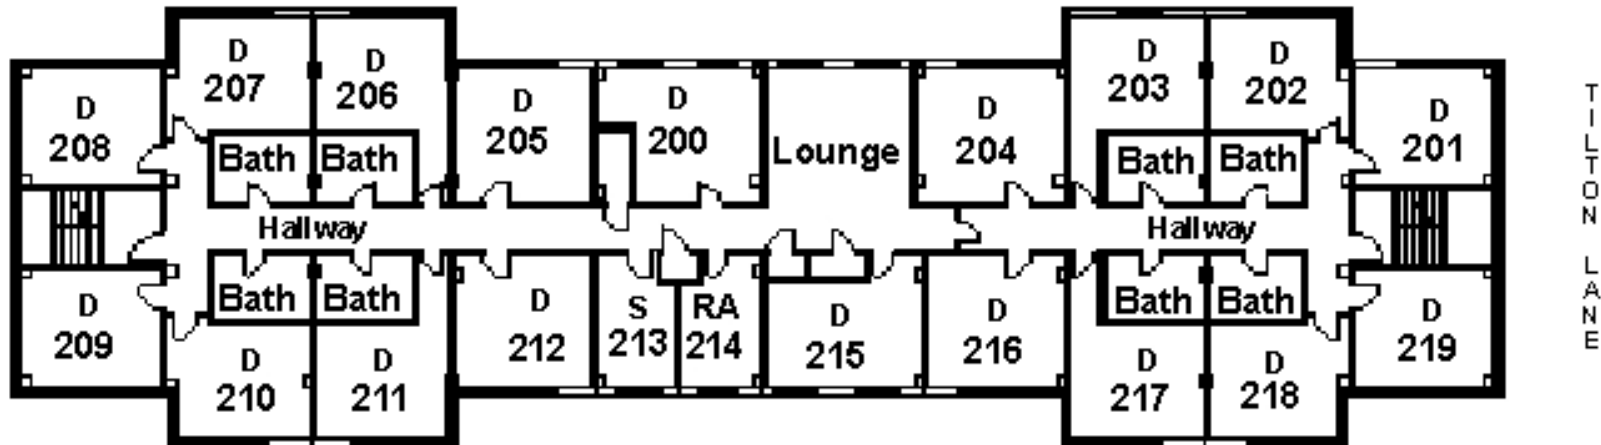 D
207
D
206
D
203
D
202
D
208
D
205
D
200
Lounge
D
204
D
201
Bath
Bath
Bath
Bath
Hallway
Hallway
Bath
Bath
Bath
Bath
D
209
D
212
S
213
RA
214
D
215
D
216
D
219
D
210
D
211
D
217
D
218
TILTON LANE